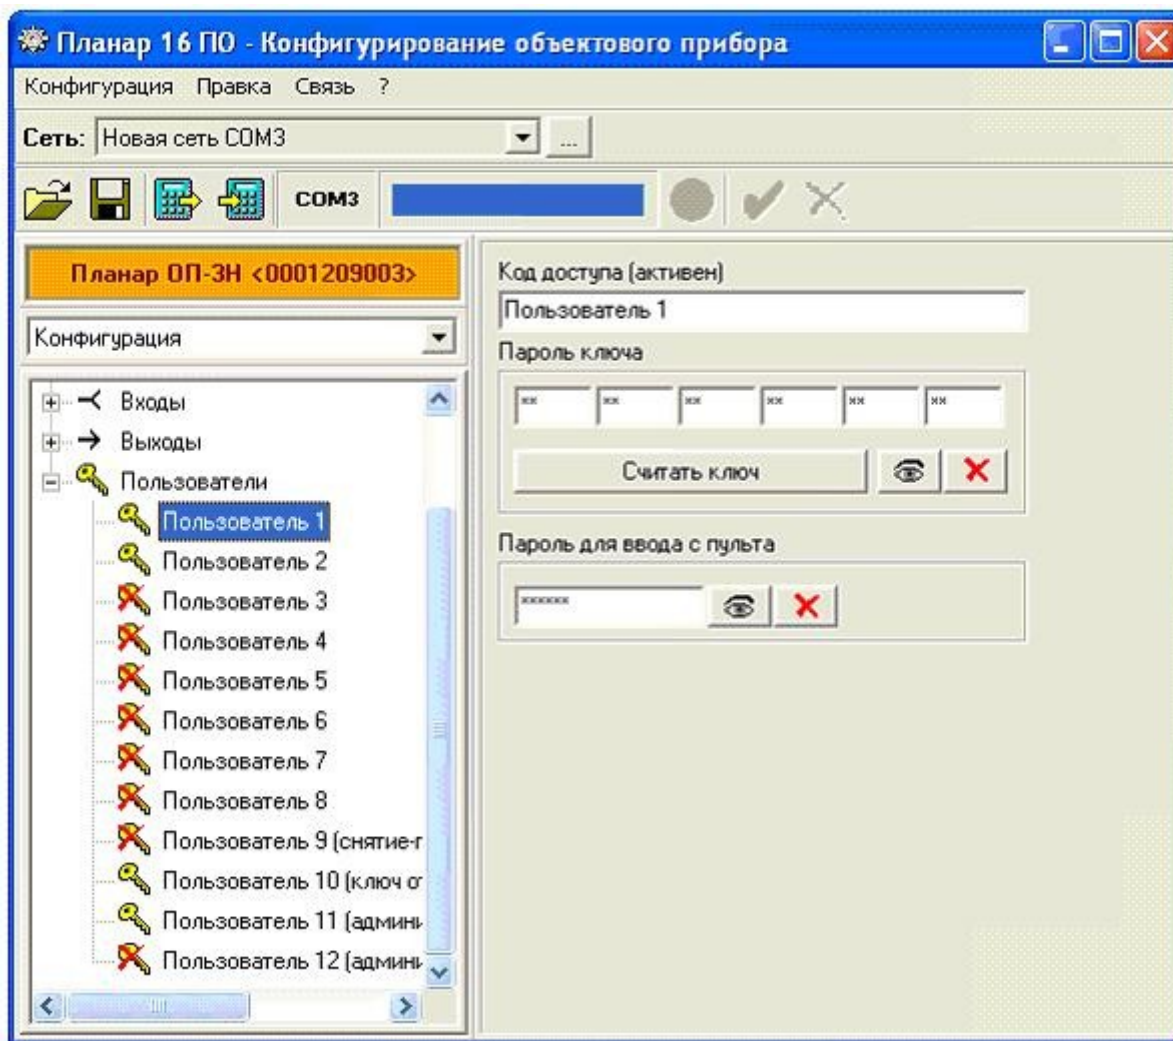 Планар 16 ПО - Конфигурирование объектового прибора
Конфигурация Правка Связь ?
Сеть: Новая сеть COM3 ...
COM3
Планар ОП-3Н <0001209003>
Конфигурация
Входы
Выходы
Пользователи
Пользователь 1
Пользователь 2
Пользователь 3
Пользователь 4
Пользователь 5
Пользователь 6
Пользователь 7
Пользователь 8
Пользователь 9 (снятие-г
Пользователь 10 (ключ от
Пользователь 11 (админи
Пользователь 12 (админи
Код доступа (активен)
Пользователь 1
Пароль ключа
** ** ** ** ** **
Считать ключ
Пароль для ввода с пульта
******